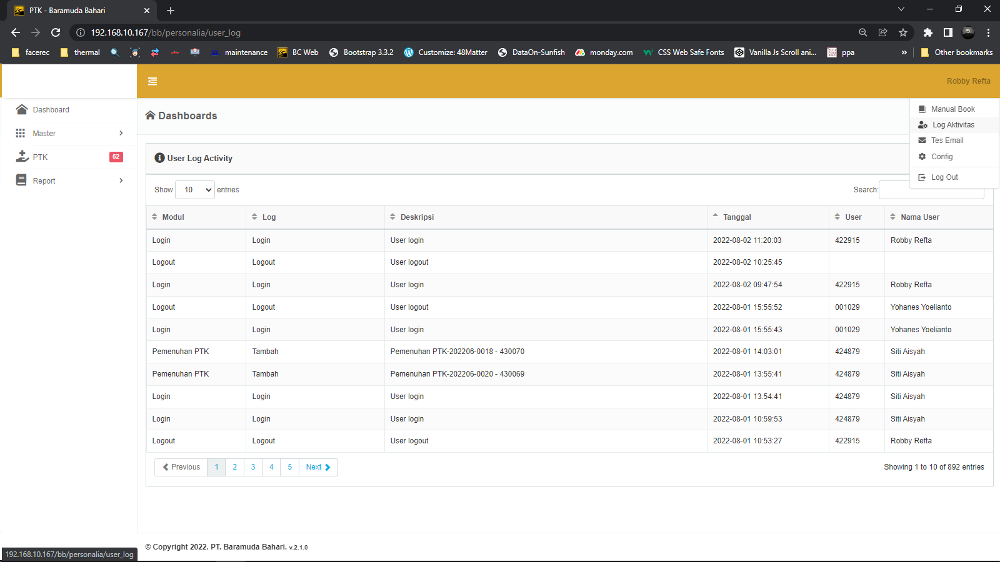 PTK - Baramuda Bahari
192.168.10.167/bb/personalia/user_log
facerec thermal maintenance BC Web Bootstrap 3.3.2 Customize: 48Matter DataOn-Sunfish monday.com CSS Web Safe Fonts Vanilla Js Scroll ani... ppa » Other bookmarks
Robby Refta
Dashboard
Master
PTK 52
Report
Dashboards
Manual Book
Log Aktivitas
Tes Email
Config
Log Out
User Log Activity
Show 10 entries
Search:
Modul Log Deskripsi Tanggal User Nama User
Login Login User login 2022-08-02 11:20:03 422915 Robby Refta
Logout Logout User logout 2022-08-02 10:25:45
Login Login User login 2022-08-02 09:47:54 422915 Robby Refta
Logout Logout User logout 2022-08-01 15:55:52 001029 Yohanes Yoelianto
Login Login User login 2022-08-01 15:55:43 001029 Yohanes Yoelianto
Pemenuhan PTK Tambah Pemenuhan PTK-202206-0018 - 430070 2022-08-01 14:03:01 424879 Siti Aisyah
Pemenuhan PTK Tambah Pemenuhan PTK-202206-0020 - 430069 2022-08-01 13:55:41 424879 Siti Aisyah
Login Login User login 2022-08-01 13:54:41 424879 Siti Aisyah
Login Login User login 2022-08-01 10:59:53 424879 Siti Aisyah
Logout Logout User logout 2022-08-01 10:53:27 422915 Robby Refta
Previous 1 2 3 4 5 Next
Showing 1 to 10 of 892 entries
© Copyright 2022. PT. Baramuda Bahari. v.2.1.0
192.168.10.167/bb/personalia/user_log